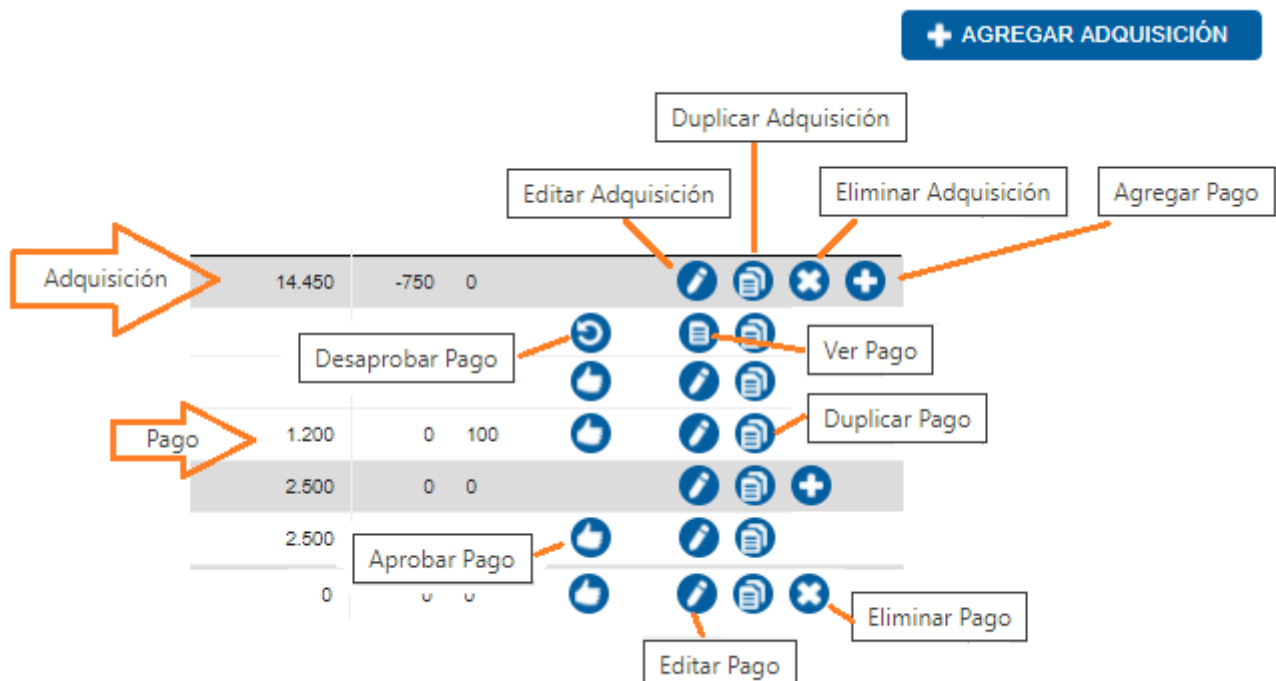 AGREGAR ADQUISICIÓN
Duplicar Adquisición
Editar Adquisición
Eliminar Adquisición
Agregar Pago
Adquisición
14.450 -750 0
Desaprobar Pago
Ver Pago
Duplicar Pago
Pago
1.200 0 100
2.500 0 0
2.500
Aprobar Pago
0
Eliminar Pago
Editar Pago